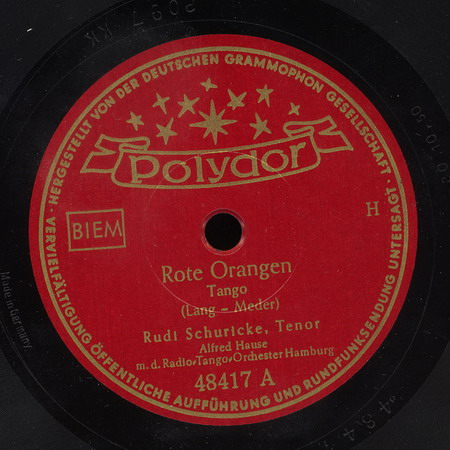 · HERGESTELLT VON DER DEUTSCHEN GRAMMOPHON GESELLSCHAFT ·
VERVIELFÄLTIGUNG ÖFFENTLICHE AUFFÜHRUNG UND RUNDFUNKSENDUNG UNTERSAGT
Polydor
BIEM
H
Rote Orangen
Tango
(Lang – Meder)
Rudi Schuricke, Tenor
Alfred Hause
m. d. Radio-Tango-Orchester Hamburg
48417 A
Made in Germany